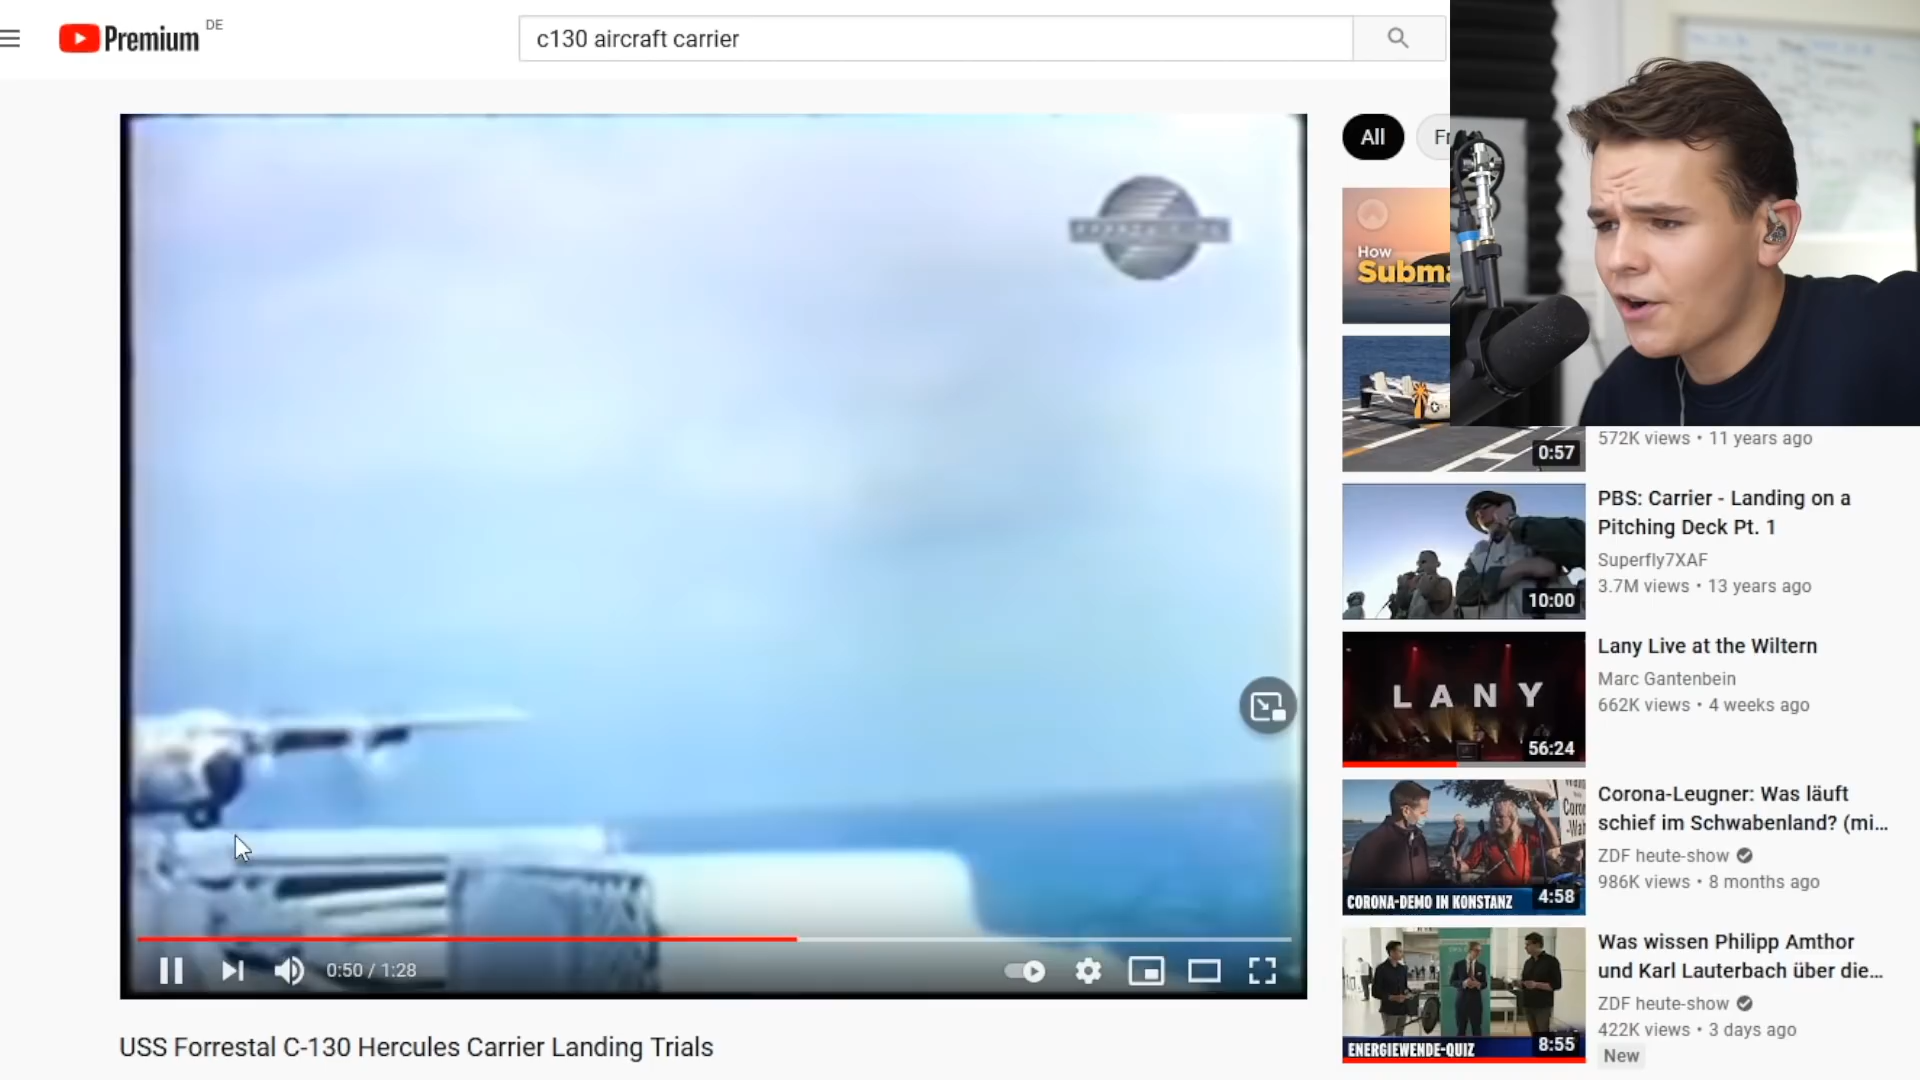 Premium DE
c130 aircraft carrier
All
Fr
How
Subma
0:57
572K views • 11 years ago
PBS: Carrier - Landing on a
Pitching Deck Pt. 1
Superfly7XAF
3.7M views • 13 years ago
10:00
Lany Live at the Wiltern
Marc Gantenbein
662K views • 4 weeks ago
LANY
56:24
Corona-Leugner: Was läuft
schief im Schwabenland? (mi...
ZDF heute-show
986K views • 8 months ago
CORONA-DEMO IN KONSTANZ
4:58
Was wissen Philipp Amthor
und Karl Lauterbach über die...
ZDF heute-show
422K views • 3 days ago
New
ENERGIEWENDE-QUIZ
8:55
0:50 / 1:28
USS Forrestal C-130 Hercules Carrier Landing Trials